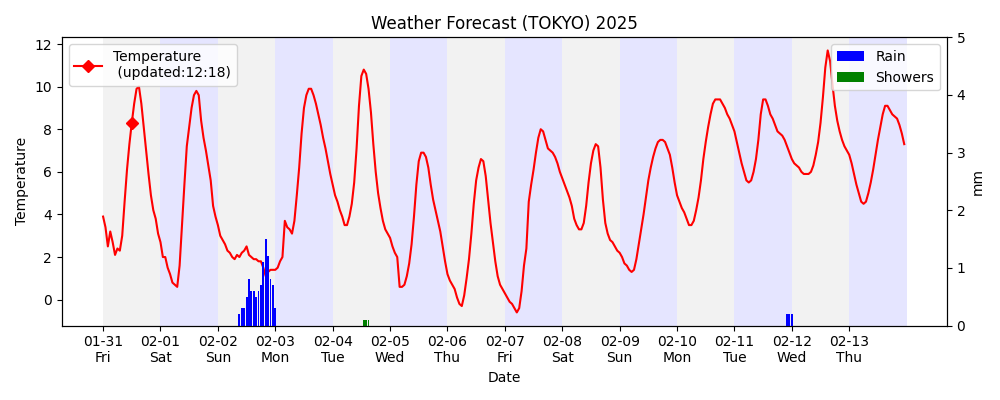 Weather Forecast (TOKYO) 2025
Temperature
(updated:12:18)
Rain
Showers
12
10
8
6
4
2
0
Temperature
5
4
3
2
1
0
mm
01-31 02-01 02-02 02-03 02-04 02-05 02-06 02-07 02-08 02-09 02-10 02-11 02-12 02-13
Fri Sat Sun Mon Tue Wed Thu Fri Sat Sun Mon Tue Wed Thu
Date